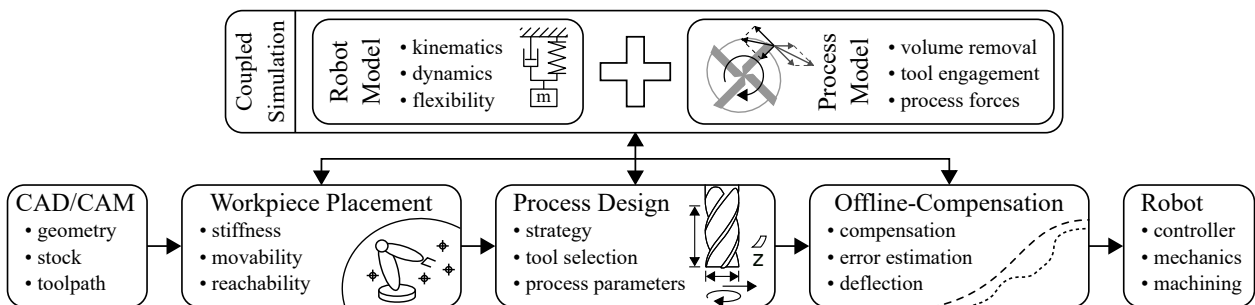 Coupled
Simulation
Robot
Model
• kinematics
• dynamics
• flexibility
m
Process
Model
• volume removal
• tool engagement
• process forces
CAD/CAM
• geometry
• stock
• toolpath
Workpiece Placement
• stiffness
• movability
• reachability
Process Design
• strategy
• tool selection
• process parameters
z
Offline-Compensation
• compensation
• error estimation
• deflection
Robot
• controller
• mechanics
• machining